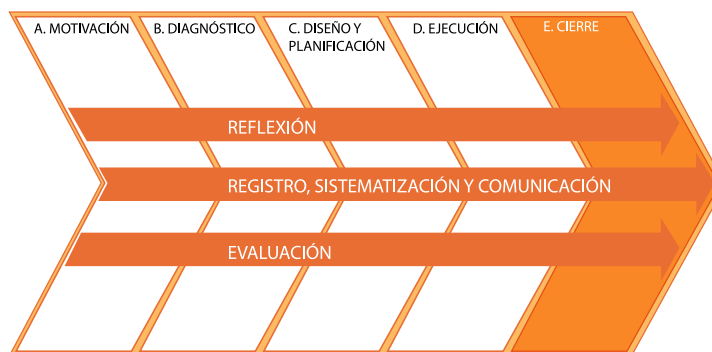 A. MOTIVACIÓN
B. DIAGNÓSTICO
C. DISEÑO Y
PLANIFICACIÓN
D. EJECUCIÓN
E. CIERRE
REFLEXIÓN
REGISTRO, SISTEMATIZACIÓN Y COMUNICACIÓN
EVALUACIÓN